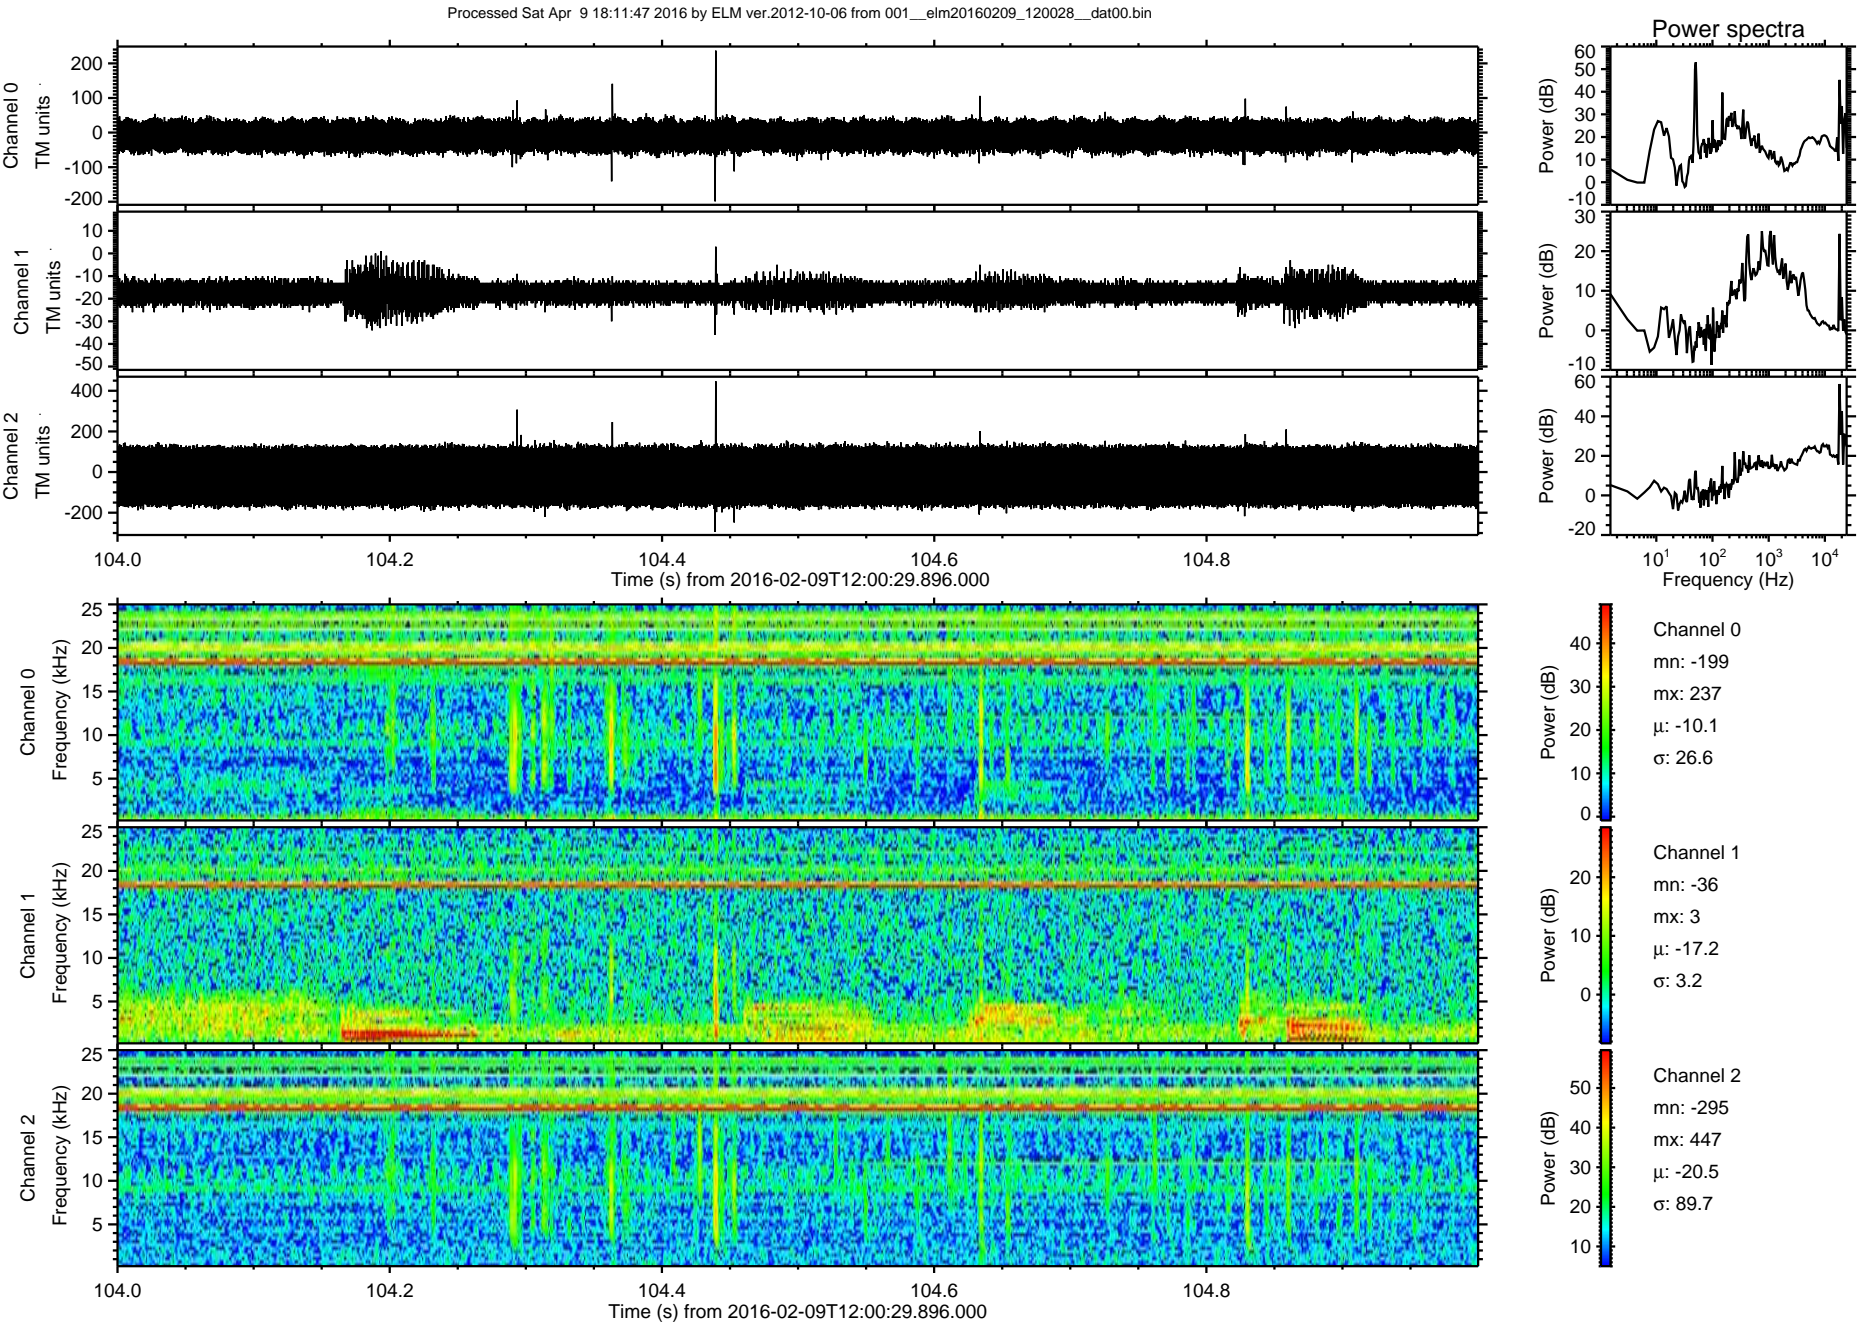 Processed Sat Apr 9 18:11:47 2016 by ELM ver.2012-10-06 from 001__elm20160209_120028__dat00.bin
Power spectra
Channel 0
TM units
200
100
0
-100
-200
Power (dB)
60
50
40
30
20
10
0
-10
Channel 1
TM units
10
0
-10
-20
-30
-40
-50
Power (dB)
30
20
10
0
-10
Channel 2
TM units
400
200
0
-200
Power (dB)
60
40
20
0
-20
104.0 104.2 104.4 104.6 104.8
Time (s) from 2016-02-09T12:00:29.896.000
10¹ 10² 10³ 10⁴
Frequency (Hz)
Channel 0
Frequency (kHz)
25
20
15
10
5
Power (dB)
40
30
20
10
0
Channel 0
mn: -199
mx: 237
μ: -10.1
σ: 26.6
Channel 1
Frequency (kHz)
25
20
15
10
5
Power (dB)
20
10
0
Channel 1
mn: -36
mx: 3
μ: -17.2
σ: 3.2
Channel 2
Frequency (kHz)
25
20
15
10
5
Power (dB)
50
40
30
20
10
Channel 2
mn: -295
mx: 447
μ: -20.5
σ: 89.7
104.0 104.2 104.4 104.6 104.8
Time (s) from 2016-02-09T12:00:29.896.000